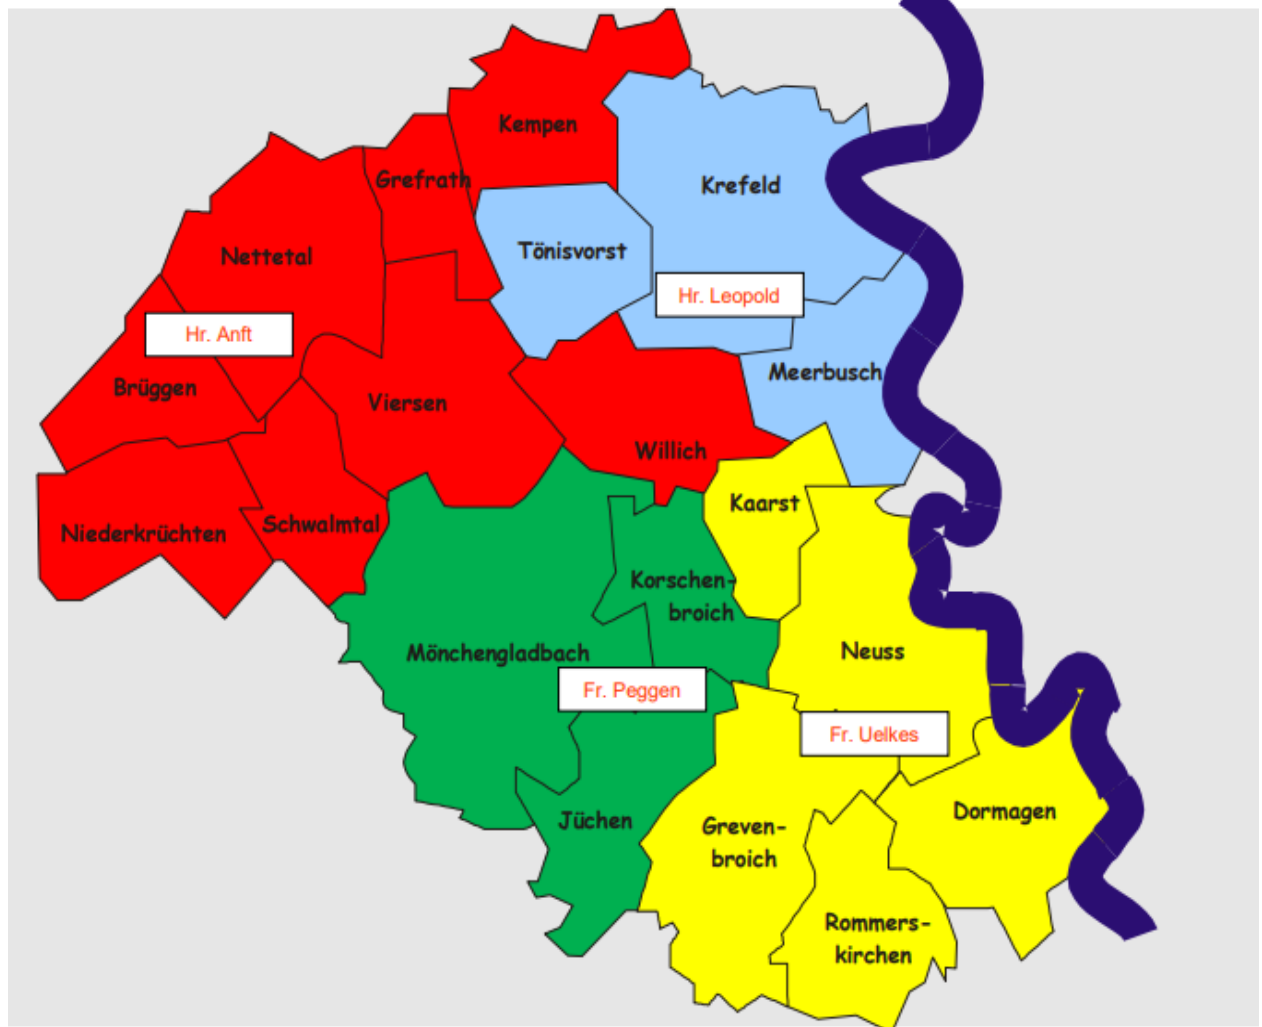 Kempen
Grefrath
Krefeld
Tönisvorst
Nettetal
Hr. Leopold
Hr. Anft
Meerbusch
Brüggen
Viersen
Willich
Kaarst
Schwalmtal
Niederkrüchten
Korschen-
broich
Mönchengladbach
Neuss
Fr. Peggen
Fr. Uelkes
Dormagen
Jüchen
Greven-
broich
Rommers-
kirchen